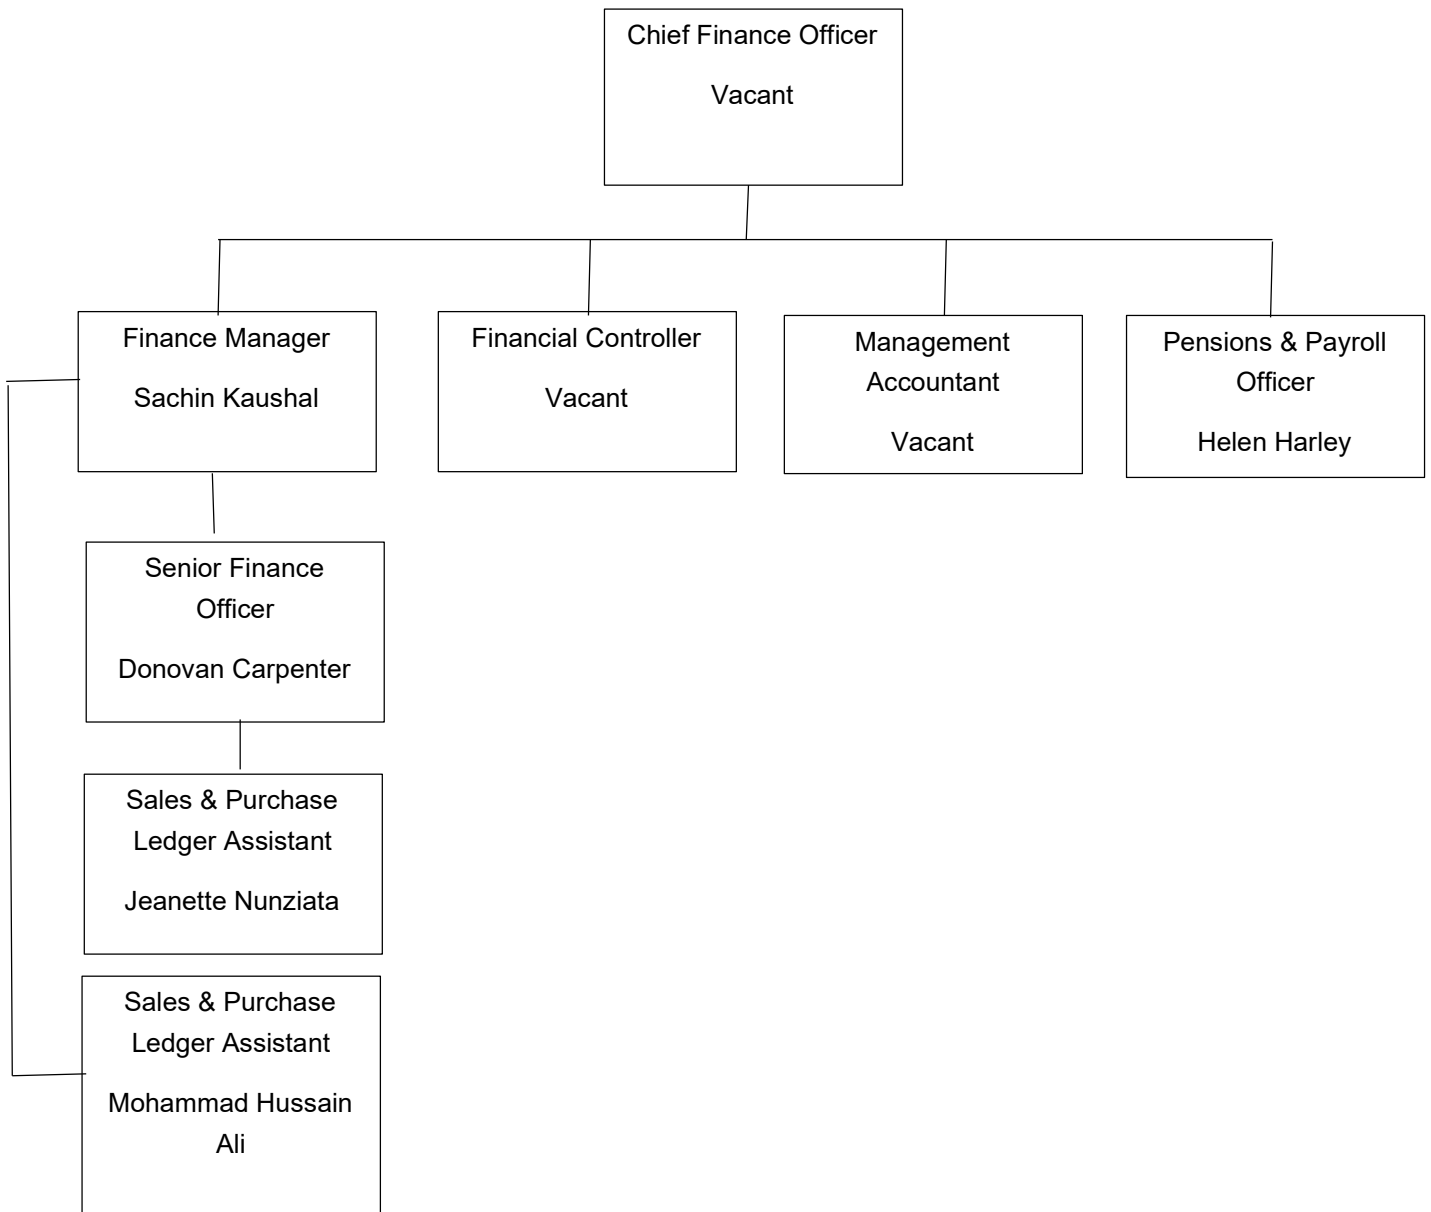 Chief Finance Officer
Vacant
Finance Manager
Sachin Kaushal
Financial Controller
Vacant
Management
Accountant
Vacant
Pensions & Payroll
Officer
Helen Harley
Senior Finance
Officer
Donovan Carpenter
Sales & Purchase
Ledger Assistant
Jeanette Nunziata
Sales & Purchase
Ledger Assistant
Mohammad Hussain
Ali